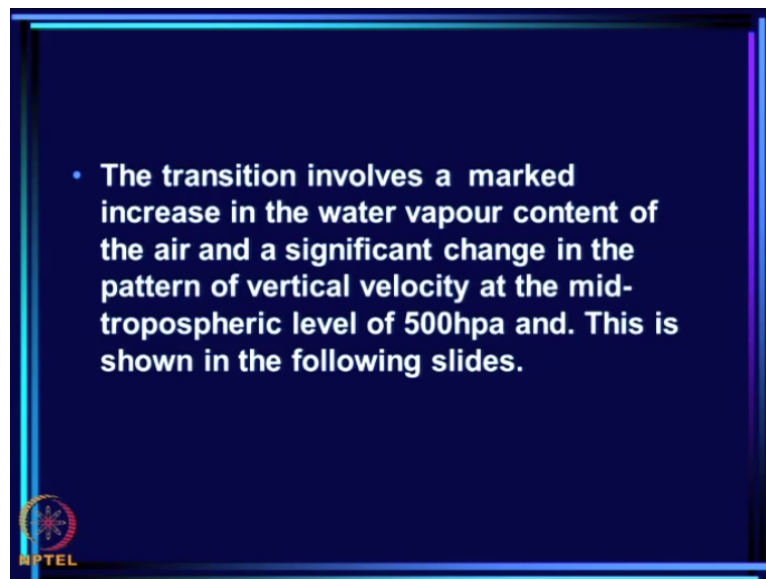 • The transition involves a marked
increase in the water vapour content of
the air and a significant change in the
pattern of vertical velocity at the mid-
tropospheric level of 500hpa and. This is
shown in the following slides.
NPTEL